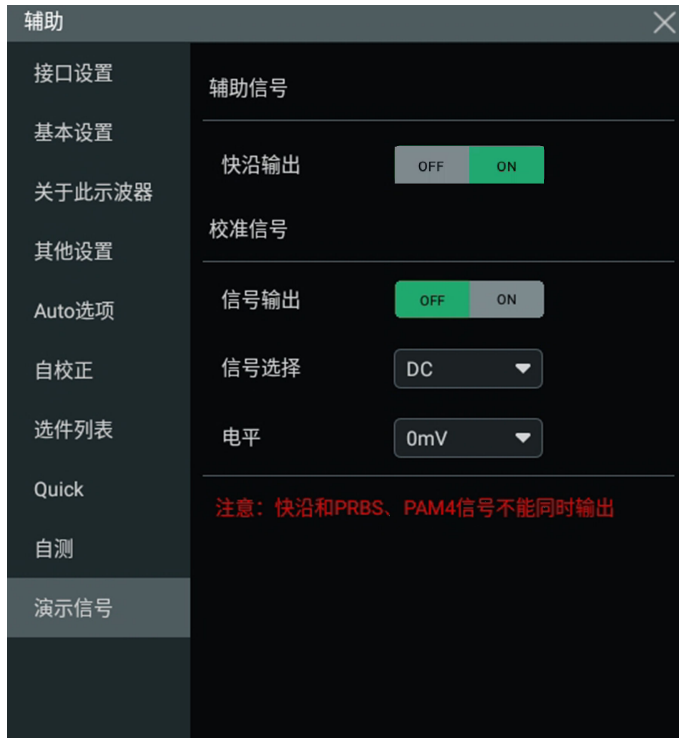 辅助
接口设置
基本设置
关于此示波器
其他设置
Auto选项
自校正
选件列表
Quick
自测
演示信号
辅助信号
快沿输出 OFF ON
校准信号
信号输出 OFF ON
信号选择 DC
电平 0mV
注意：快沿和PRBS、PAM4信号不能同时输出